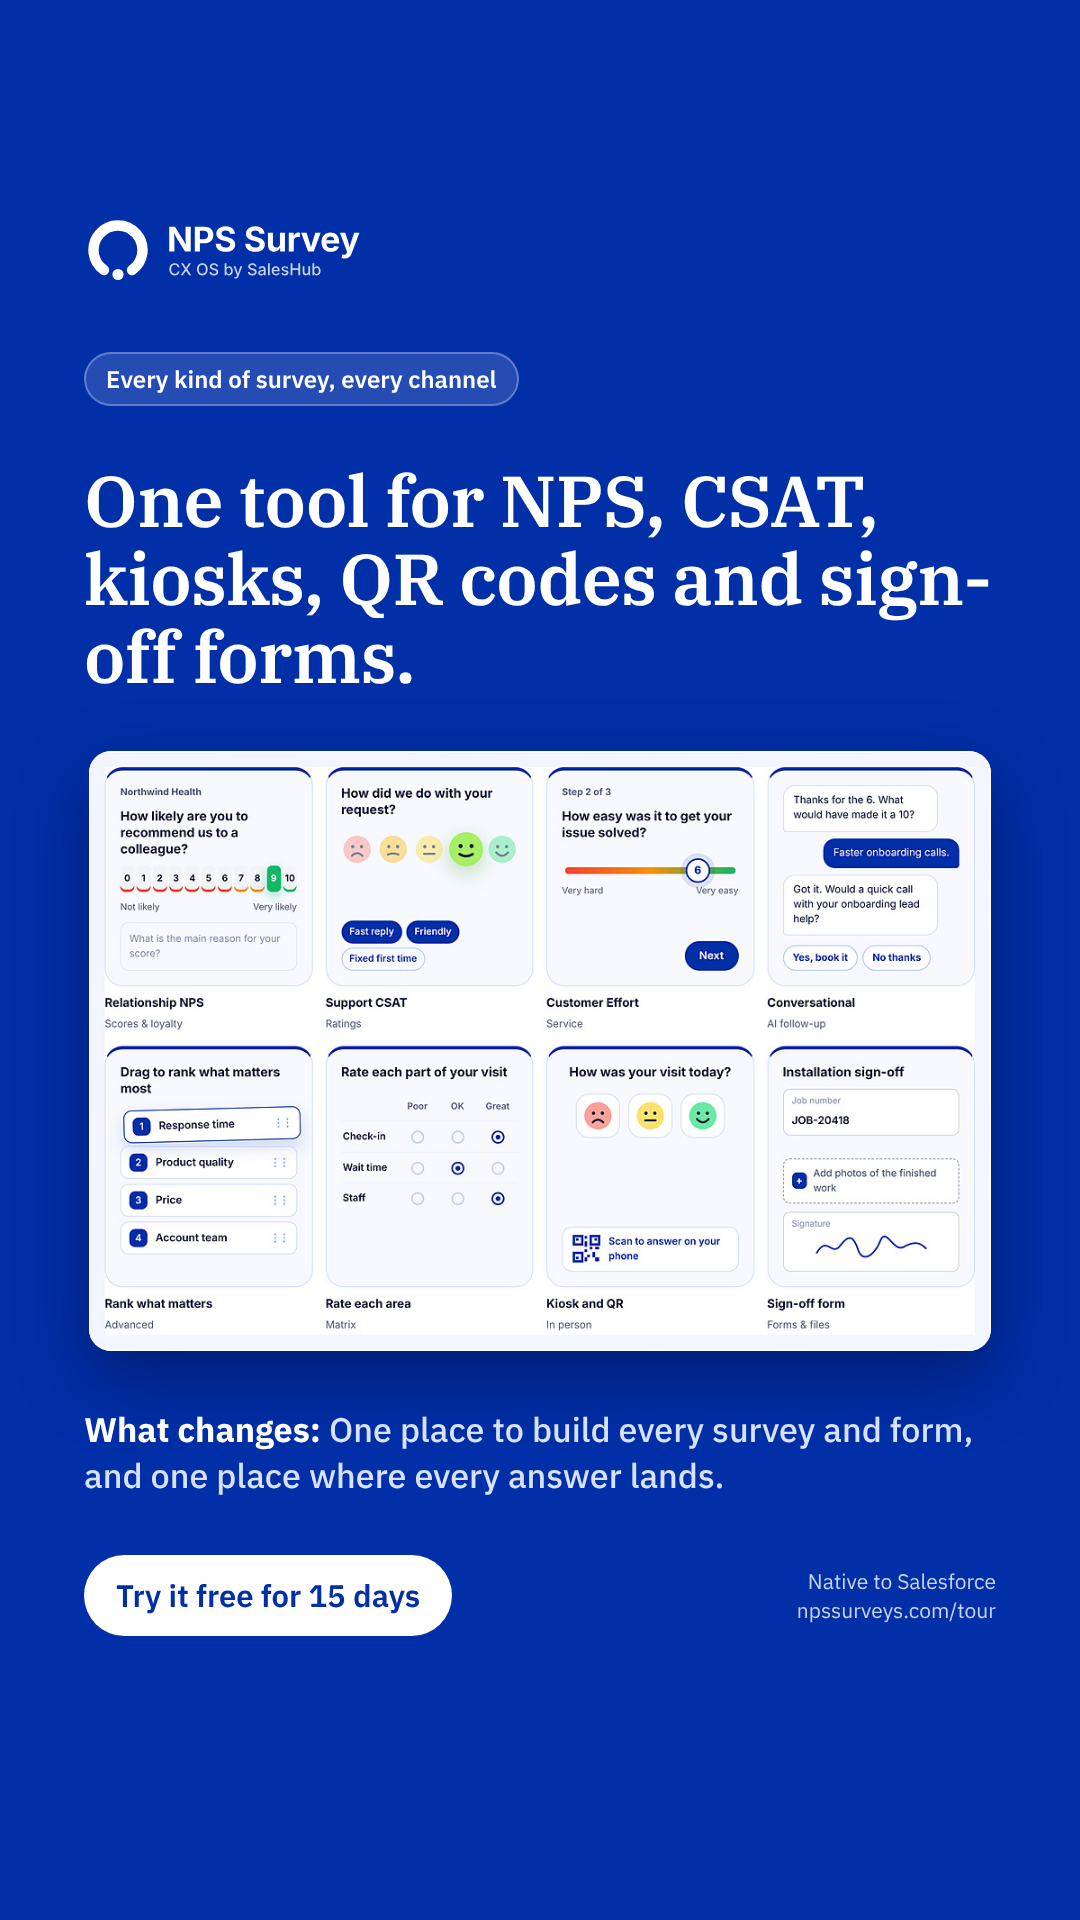 NPS Survey
CX OS by SalesHub
Every kind of survey, every channel
One tool for NPS, CSAT,
kiosks, QR codes and sign-
off forms.
Northwind Health
How likely are you to
recommend us to a
colleague?
0 1 2 3 4 5 6 7 8 9 10
Not likely Very likely
What is the main reason for your
score?
Relationship NPS
Scores & loyalty
How did we do with your
request?
Fast reply Friendly
Fixed first time
Support CSAT
Ratings
Step 2 of 3
How easy was it to get your
issue solved?
6
Very hard Very easy
Next
Customer Effort
Service
Thanks for the 6. What
would have made it a 10?
Faster onboarding calls.
Got it. Would a quick call
with your onboarding lead
help?
Yes, book it No thanks
Conversational
AI follow-up
Drag to rank what matters
most
1 Response time
2 Product quality
3 Price
4 Account team
Rank what matters
Advanced
Rate each part of your visit
Poor OK Great
Check-in
Wait time
Staff
Rate each area
Matrix
How was your visit today?
Scan to answer on your
phone
Kiosk and QR
In person
Installation sign-off
Job number
JOB-20418
+ Add photos of the finished
work
Signature
Sign-off form
Forms & files
What changes: One place to build every survey and form,
and one place where every answer lands.
Try it free for 15 days
Native to Salesforce
npssurveys.com/tour